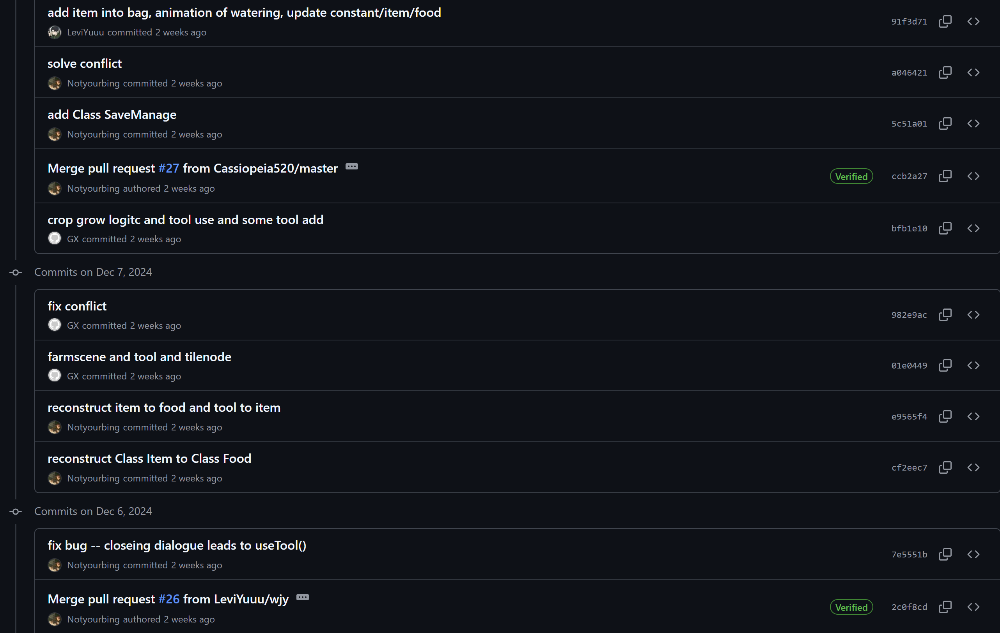 add item into bag, animation of watering, update constant/item/food
91f3d71
LeviYuuu committed 2 weeks ago
solve conflict
a046421
Notyourbing committed 2 weeks ago
add Class SaveManage
5c51a01
Notyourbing committed 2 weeks ago
Merge pull request #27 from Cassiopeia520/master
Verified ccb2a27
Notyourbing authored 2 weeks ago
crop grow logitc and tool use and some tool add
bfb1e10
GX committed 2 weeks ago
Commits on Dec 7, 2024
fix conflict
982e9ac
GX committed 2 weeks ago
farmscene and tool and tilenode
01e0449
GX committed 2 weeks ago
reconstruct item to food and tool to item
e9565f4
Notyourbing committed 2 weeks ago
reconstruct Class Item to Class Food
cf2eec7
Notyourbing committed 2 weeks ago
Commits on Dec 6, 2024
fix bug -- closeing dialogue leads to useTool()
7e5551b
Notyourbing committed 2 weeks ago
Merge pull request #26 from LeviYuuu/wjy
Verified 2c0f8cd
Notyourbing authored 2 weeks ago